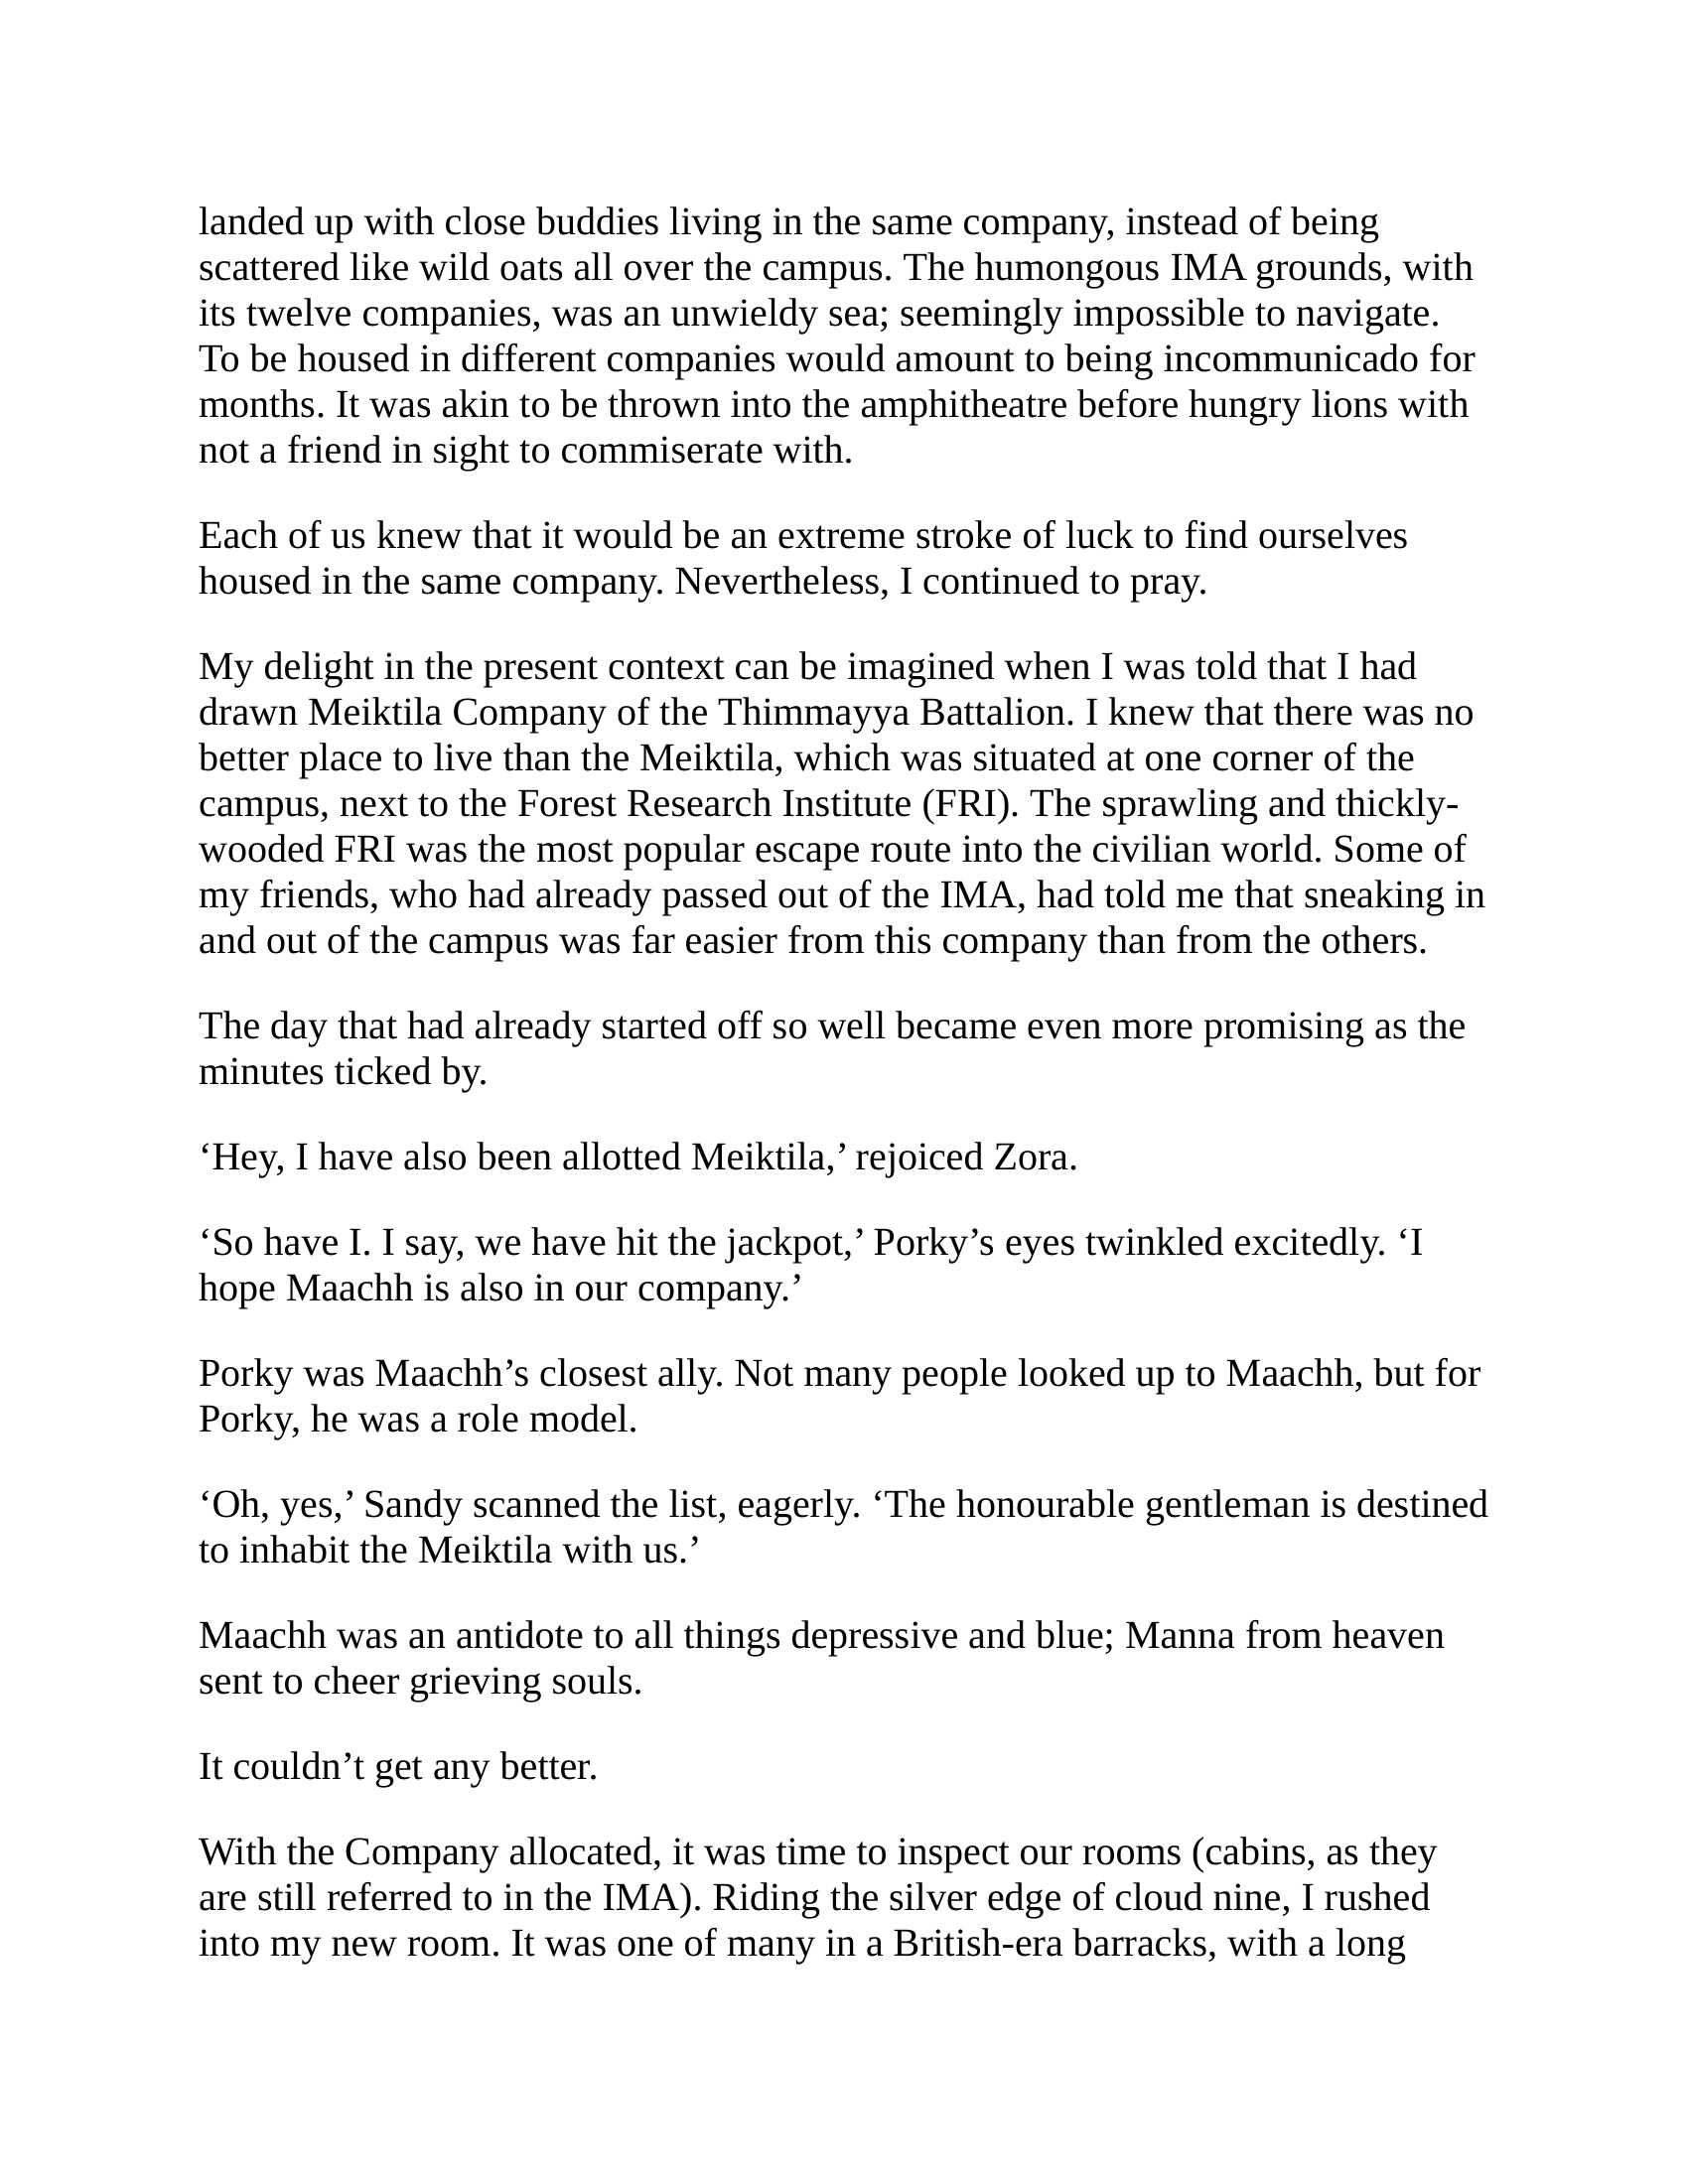 landed up with close buddies living in the same company, instead of being
scattered like wild oats all over the campus. The humongous IMA grounds, with
its twelve companies, was an unwieldy sea; seemingly impossible to navigate.
To be housed in different companies would amount to being incommunicado for
months. It was akin to be thrown into the amphitheatre before hungry lions with
not a friend in sight to commiserate with.
Each of us knew that it would be an extreme stroke of luck to find ourselves
housed in the same company. Nevertheless, I continued to pray.
My delight in the present context can be imagined when I was told that I had
drawn Meiktila Company of the Thimmayya Battalion. I knew that there was no
better place to live than the Meiktila, which was situated at one corner of the
campus, next to the Forest Research Institute (FRI). The sprawling and thickly-
wooded FRI was the most popular escape route into the civilian world. Some of
my friends, who had already passed out of the IMA, had told me that sneaking in
and out of the campus was far easier from this company than from the others.
The day that had already started off so well became even more promising as the
minutes ticked by.
‘Hey, I have also been allotted Meiktila,’ rejoiced Zora.
‘So have I. I say, we have hit the jackpot,’ Porky’s eyes twinkled excitedly. ‘I
hope Maachh is also in our company.’
Porky was Maachh’s closest ally. Not many people looked up to Maachh, but for
Porky, he was a role model.
‘Oh, yes,’ Sandy scanned the list, eagerly. ‘The honourable gentleman is destined
to inhabit the Meiktila with us.’
Maachh was an antidote to all things depressive and blue; Manna from heaven
sent to cheer grieving souls.
It couldn’t get any better.
With the Company allocated, it was time to inspect our rooms (cabins, as they
are still referred to in the IMA). Riding the silver edge of cloud nine, I rushed
into my new room. It was one of many in a British-era barracks, with a long